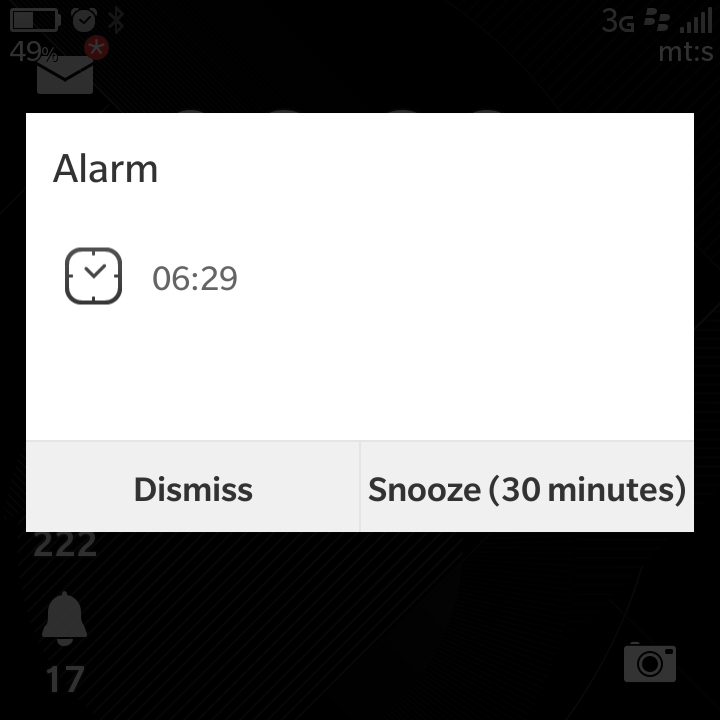 3G
49%
mt:s
Alarm
06:29
Dismiss
Snooze (30 minutes)
222
17